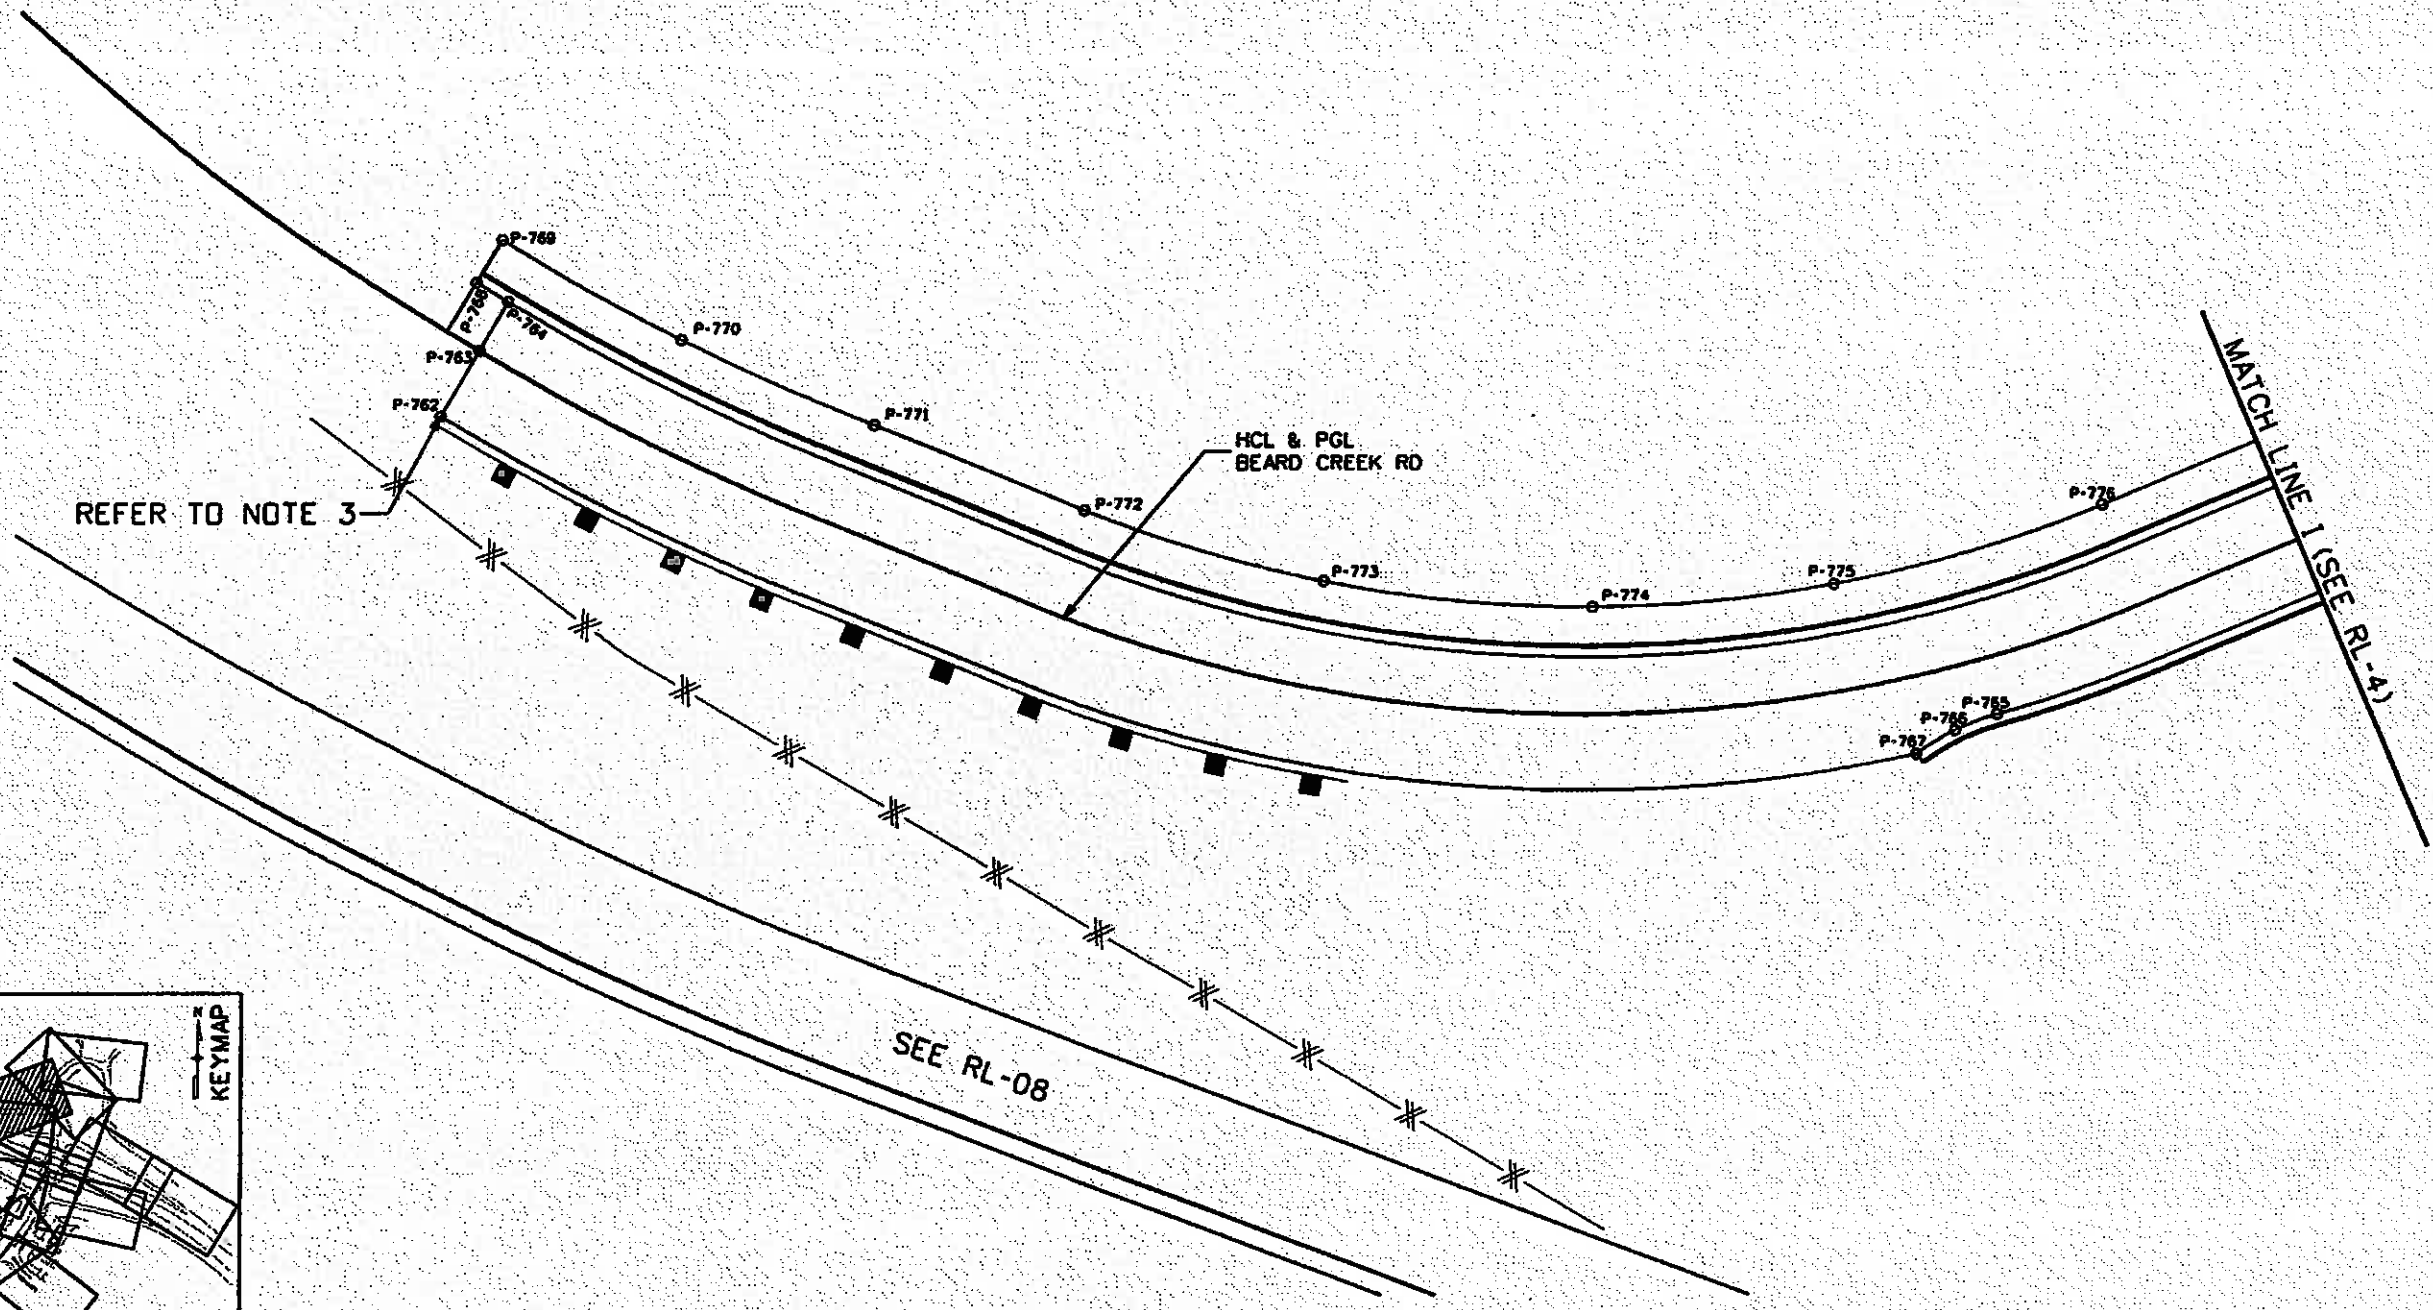 P-769
P-768
P-764
P-770
P-763
P-762
P-771
HCL & PGL
BEARD CREEK RD
MATCH LINE I (SEE RL-4)
REFER TO NOTE 3
P-772
P-776
P-773
P-774
P-775
P-765
P-766
P-767
SEE RL-08
N
KEYMAP